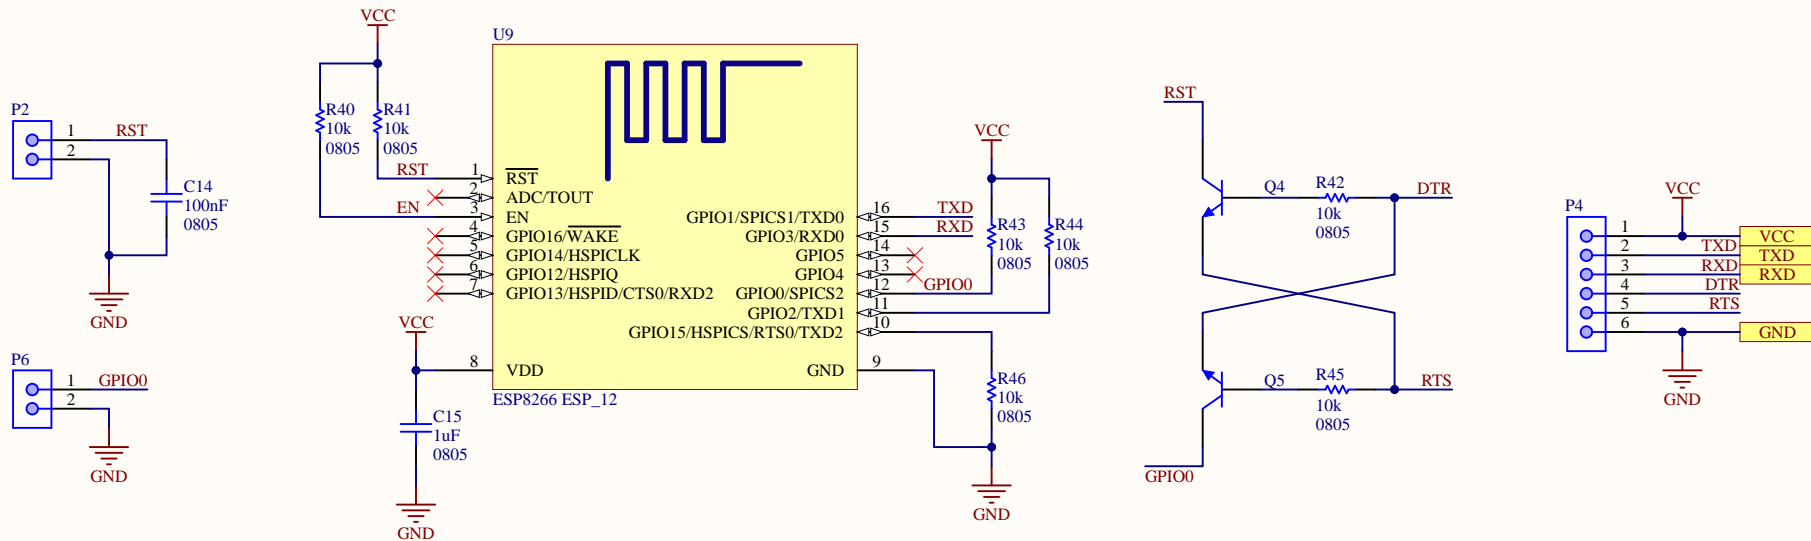 P2
1
2
RST
C14
100nF
0805
GND
P6
1
2
GPIO0
GND
VCC
R40
10k
0805
R41
10k
0805
RST
EN
U9
1
2
3
4
5
6
7
8
RST
ADC/TOUT
EN
GPIO16/WAKE
GPIO14/HSPICLK
GPIO12/HSPIQ
GPIO13/HSPID/CTS0/RXD2
VDD
GPIO1/SPICS1/TXD0
GPIO3/RXD0
GPIO5
GPIO4
GPIO0/SPICS2
GPIO2/TXD1
GPIO15/HSPICS/RTS0/TXD2
GND
16
15
14
13
12
11
10
9
ESP8266 ESP_12
VCC
C15
1uF
0805
GND
TXD
RXD
GPIO0
VCC
R43
10k
0805
R44
10k
0805
R46
10k
0805
GND
RST
Q4
R42
10k
0805
DTR
Q5
R45
10k
0805
RTS
GPIO0
P4
1
2
3
4
5
6
VCC
TXD
RXD
DTR
RTS
GND
VCC
TXD
RXD
GND